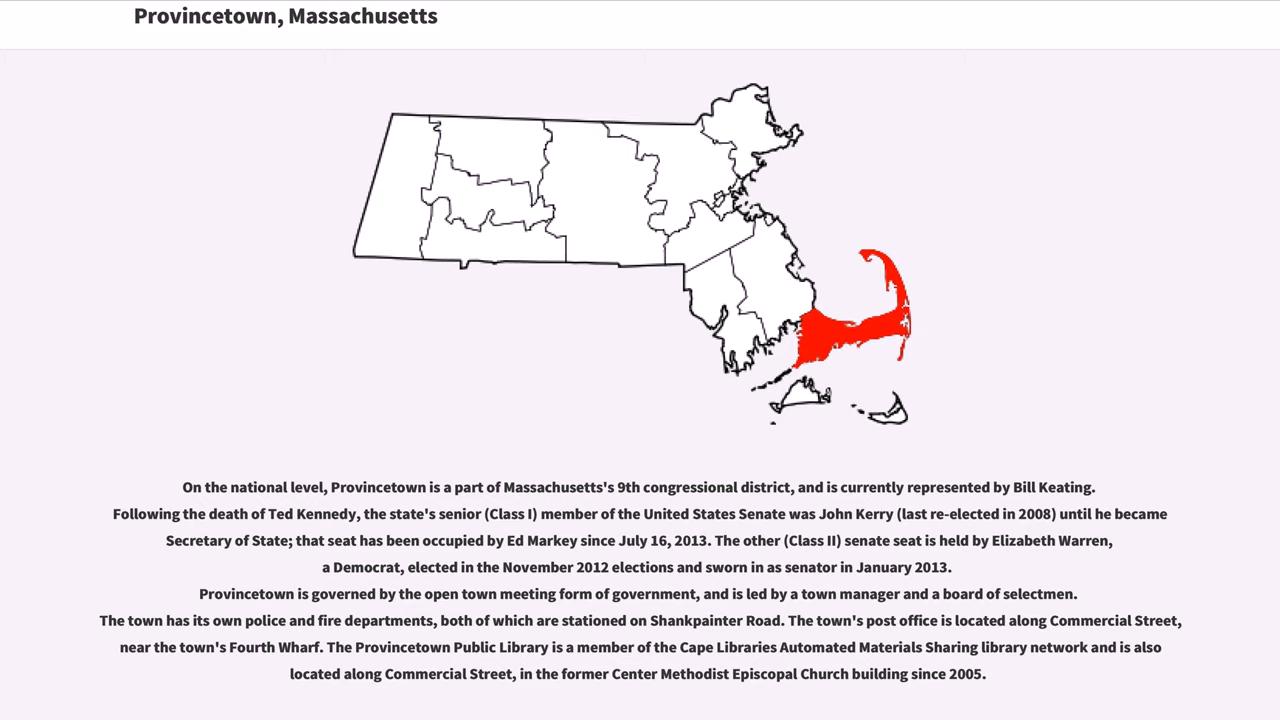 Provincetown, Massachusetts
On the national level, Provincetown is a part of Massachusetts's 9th congressional district, and is currently represented by Bill Keating.
Following the death of Ted Kennedy, the state's senior (Class I) member of the United States Senate was John Kerry (last re-elected in 2008) until he became
Secretary of State; that seat has been occupied by Ed Markey since July 16, 2013. The other (Class II) senate seat is held by Elizabeth Warren,
a Democrat, elected in the November 2012 elections and sworn in as senator in January 2013.
Provincetown is governed by the open town meeting form of government, and is led by a town manager and a board of selectmen.
The town has its own police and fire departments, both of which are stationed on Shankpainter Road. The town's post office is located along Commercial Street,
near the town's Fourth Wharf. The Provincetown Public Library is a member of the Cape Libraries Automated Materials Sharing library network and is also
located along Commercial Street, in the former Center Methodist Episcopal Church building since 2005.